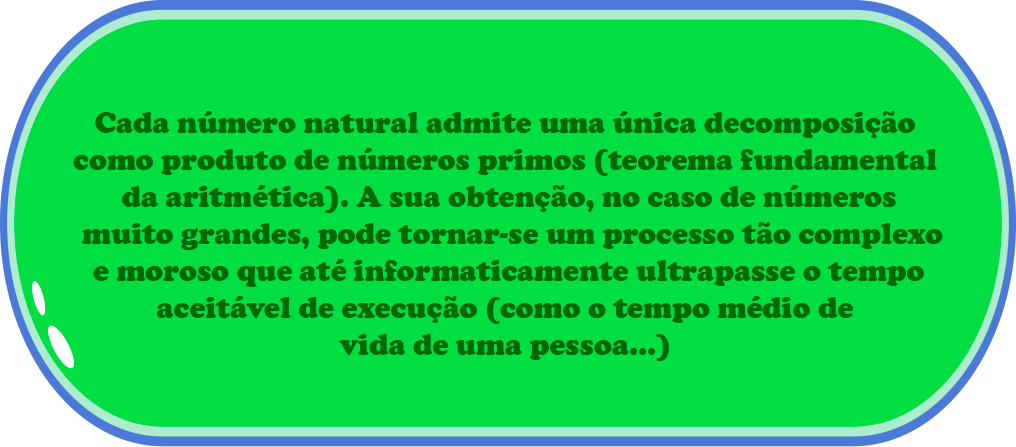 Cada número natural admite uma única decomposição
como produto de números primos (teorema fundamental
da aritmética). A sua obtenção, no caso de números
muito grandes, pode tornar-se um processo tão complexo
e moroso que até informaticamente ultrapasse o tempo
aceitável de execução (como o tempo médio de
vida de uma pessoa...)